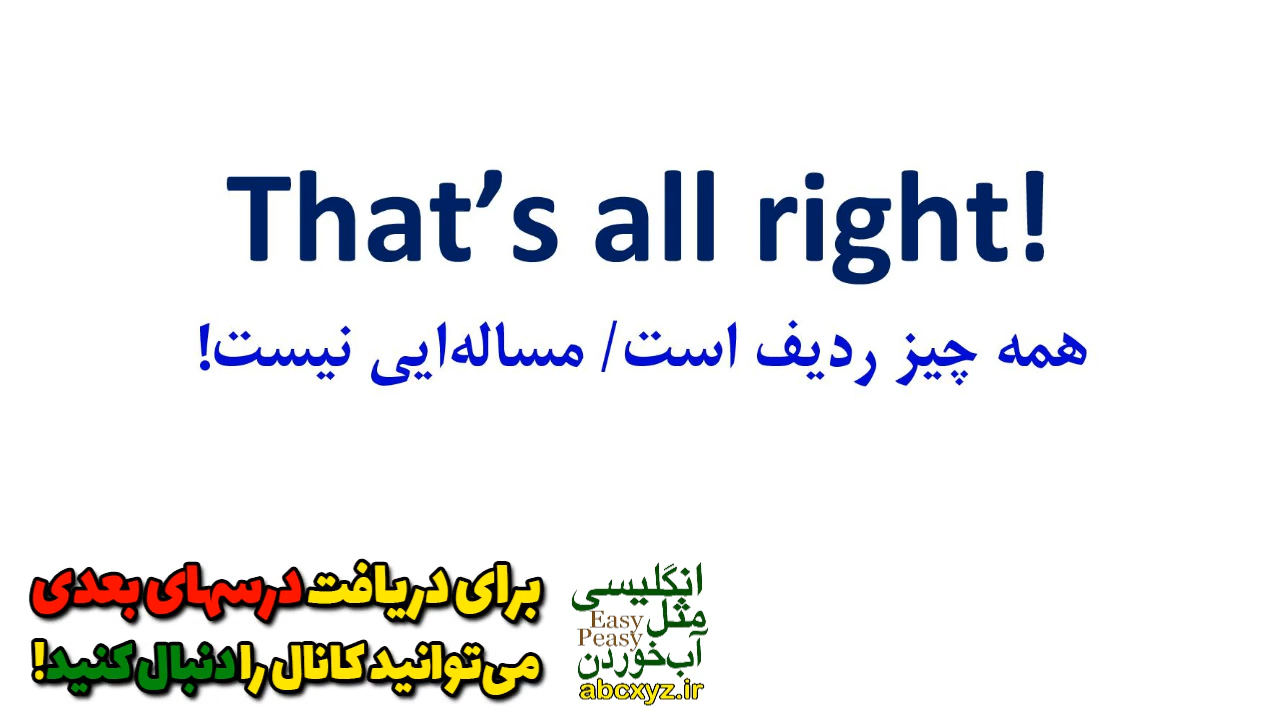 That’s all right!
همه چیز ردیف است/ مساله‌ایی نیست!
برای دریافت درسهای بعدی
می‌توانید کانال را دنبال کنید!
انگلیسی
مثل
Easy
Peasy
آب‌خوردن
abcxyz.ir